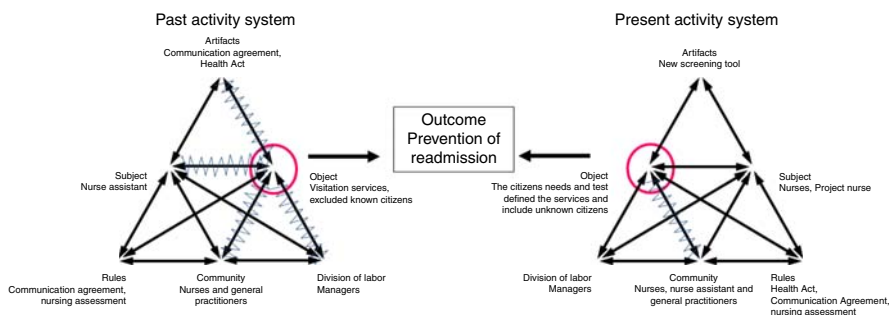 Past activity system
Present activity system
Artifacts
Communication agreement,
Health Act
Artifacts
New screening tool
Outcome
Prevention of
readmission
Subject
Nurse assistant
Object
Visitation services,
excluded known citizens
Object
The citizens needs and test
defined the services and
include unknown citizens
Subject
Nurses, Project nurse
Rules
Communication agreement,
nursing assessment
Community
Nurses and general
practitioners
Division of labor
Managers
Division of labor
Managers
Community
Nurses, nurse assistant and
general practitioners
Rules
Health Act,
Communication Agreement,
nursing assessment